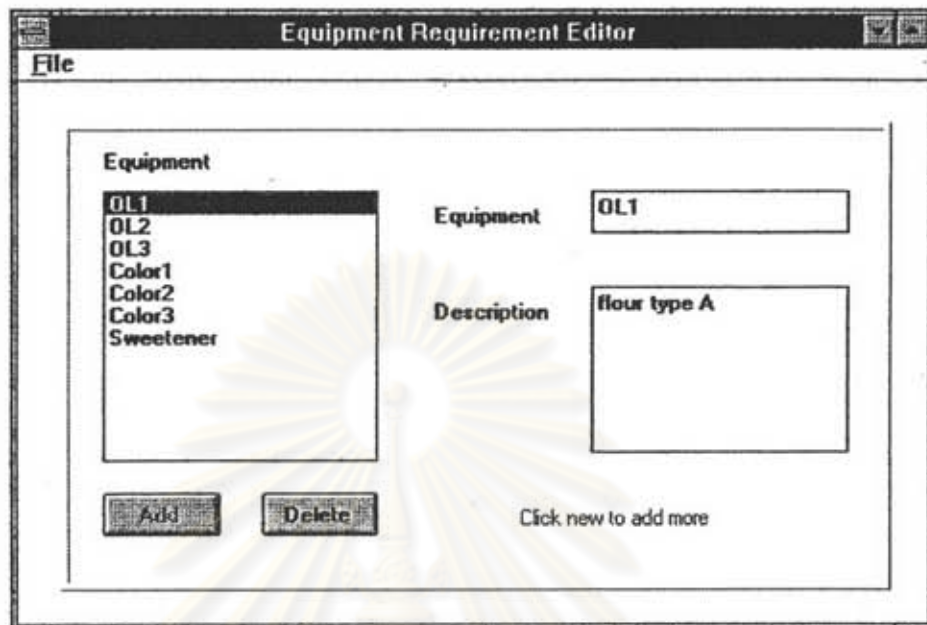 Equipment Requirement Editor
File
Equipment
OL1
OL2
OL3
Color1
Color2
Color3
Sweetener
Equipment
OL1
Description
flour type A
Add
Delete
Click new to add more